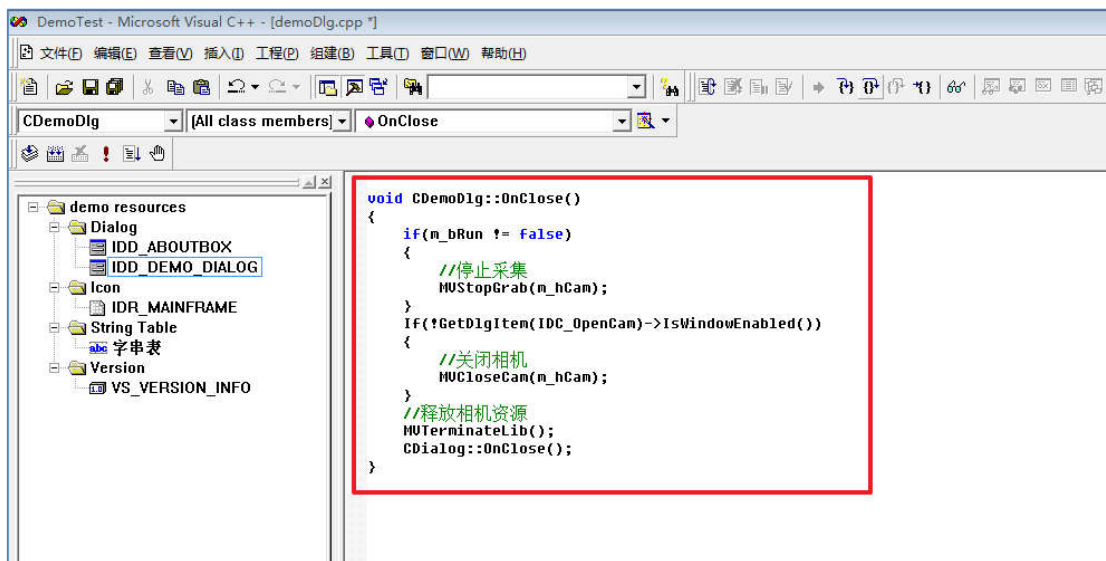 DemoTest - Microsoft Visual C++ - [demoDlg.cpp *]
文件(F) 编辑(E) 查看(V) 插入(I) 工程(P) 组建(B) 工具(T) 窗口(W) 帮助(H)
CDemoDlg [All class members] OnClose
demo resources
Dialog
IDD_ABOUTBOX
IDD_DEMO_DIALOG
Icon
IDR_MAINFRAME
String Table
abc 字串表
Version
VS_VERSION_INFO
void CDemoDlg::OnClose()
{
if(m_bRun != false)
{
//停止采集
MVStopGrab(m_hCam);
}
If(!GetDlgItem(IDC_OpenCam)->IsWindowEnabled())
{
//关闭相机
MVCloseCam(m_hCam);
}
//释放相机资源
MVTerminateLib();
CDialog::OnClose();
}